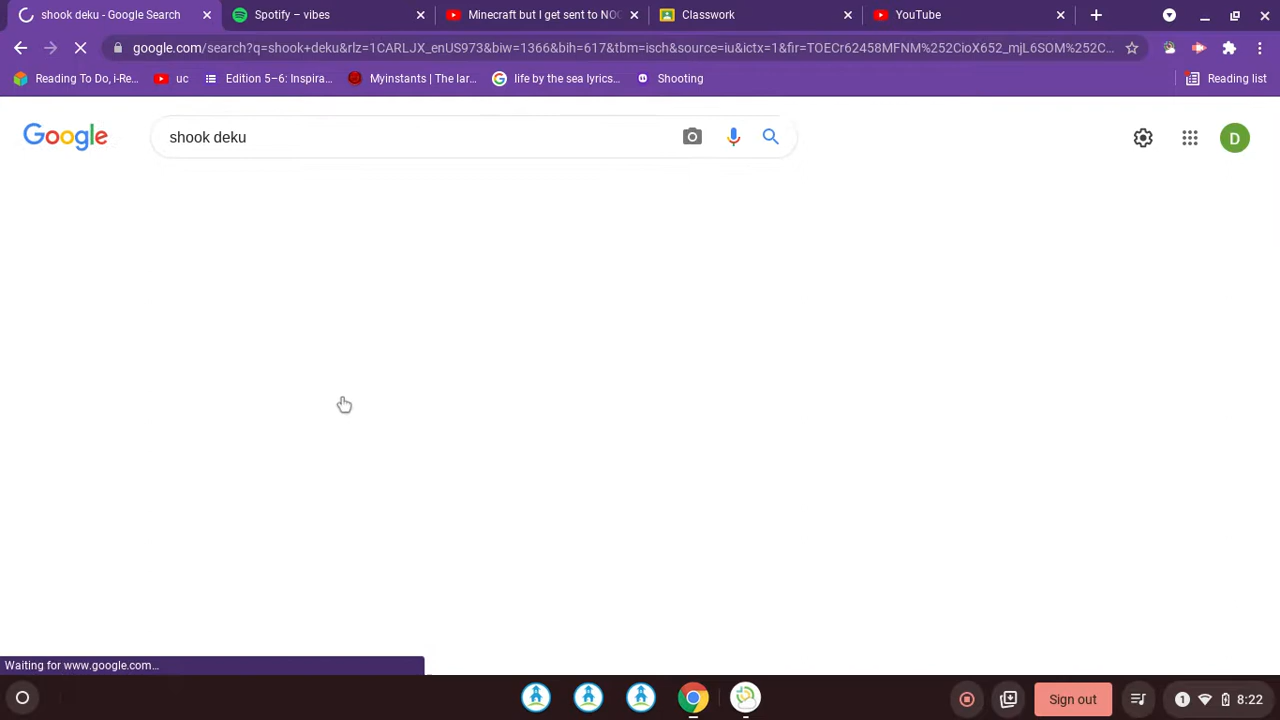 shook deku - Google Search
Spotify – vibes
Minecraft but I get sent to NO
Classwork
YouTube
google.com/search?q=shook+deku&rlz=1CARLJX_enUS973&biw=1366&bih=617&tbm=isch&source=iu&ictx=1&fir=TOECr62458MFNM%252CioX652_mjL6SOM%252C...
Reading To Do, i-Re...
uc
Edition 5–6: Inspira...
Myinstants | The lar...
life by the sea lyrics...
Shooting
Reading list
Google
shook deku
D
Waiting for www.google.com...
Sign out
1
8:22